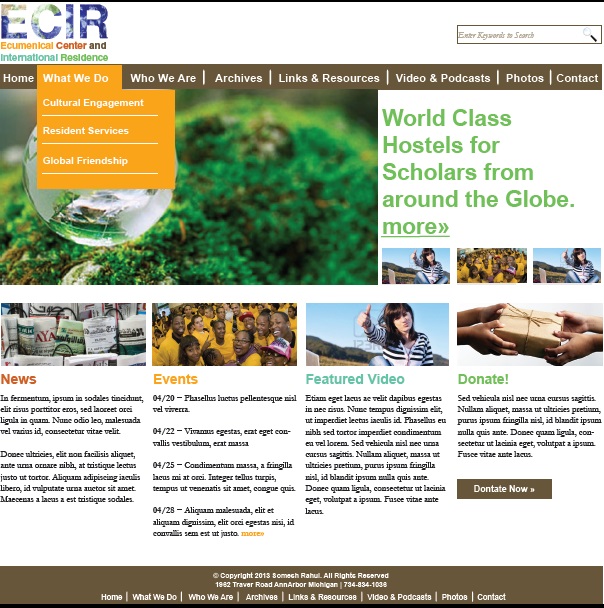 ECIR
Ecumenical Center and
International Residence
Enter Keywords to Search
Home What We Do Who We Are | Archives | Links & Resources | Video & Podcasts | Photos | Contact
Cultural Engagement
Resident Services
Global Friendship
World Class
Hostels for
Scholars from
around the Globe.
more»
News
In fermentum, ipsum in sodales tincidunt,
elit risus porttitor eros, sed laoreet orci
ligula in quam. Nunc odio leo, malesuada
vel varius id, consectetur vitae velit.
Donec ultricies, elit non facilisis aliquet,
ante urna ornare nibh, at tristique lectus
justo ut tortor. Aliquam adipiscing iaculis
libero, id vulputate urna auctor sit amet.
Maecenas a lacus a est tristique sodales.
Events
04/20 – Phasellus luctus pellentesque nisl
vel viverra.
04/22 – Vivamus egestas, erat eget con-
vallis vestibulum, erat massa
04/25 – Condimentum massa, a fringilla
lacus mi at orci. Integer tellus turpis,
tempus ut venenatis sit amet, congue quis.
04/28 – Aliquam malesuada, elit et
aliquam dignissim, elit orci egestas nisi, id
convallis sem est ut justo. more»
Featured Video
Etiam eget lacus ac velit dapibus egestas
in nec risus. Nunc tempus dignissim elit,
ut imperdiet lectus iaculis id. Phasellus eu
nibh sed tortor imperdiet condimentum
eu vel lorem. Sed vehicula nisl nec urna
cursus sagittis. Nullam aliquet, massa ut
ultricies pretium, purus ipsum fringilla
nisl, id blandit ipsum nulla quis ante.
Donec quam ligula, consectetur ut lacinia
eget, volutpat a ipsum. Fusce vitae ante
lacus.
Donate!
Sed vehicula nisl nec urna cursus sagittis.
Nullam aliquet, massa ut ultricies pretium,
purus ipsum fringilla nisl, id blandit ipsum
nulla quis ante. Donec quam ligula, con-
sectetur ut lacinia eget, volutpat a ipsum.
Fusce vitae ante lacus.
Donate Now »
© Copyright 2013 Somesh Rahul. All Rights Reserved
1962 Traver Road AnnArbor Michigan | 734-834-1036
Home | What We Do | Who We Are | Archives | Links & Resources | Video & Podcasts | Photos | Contact